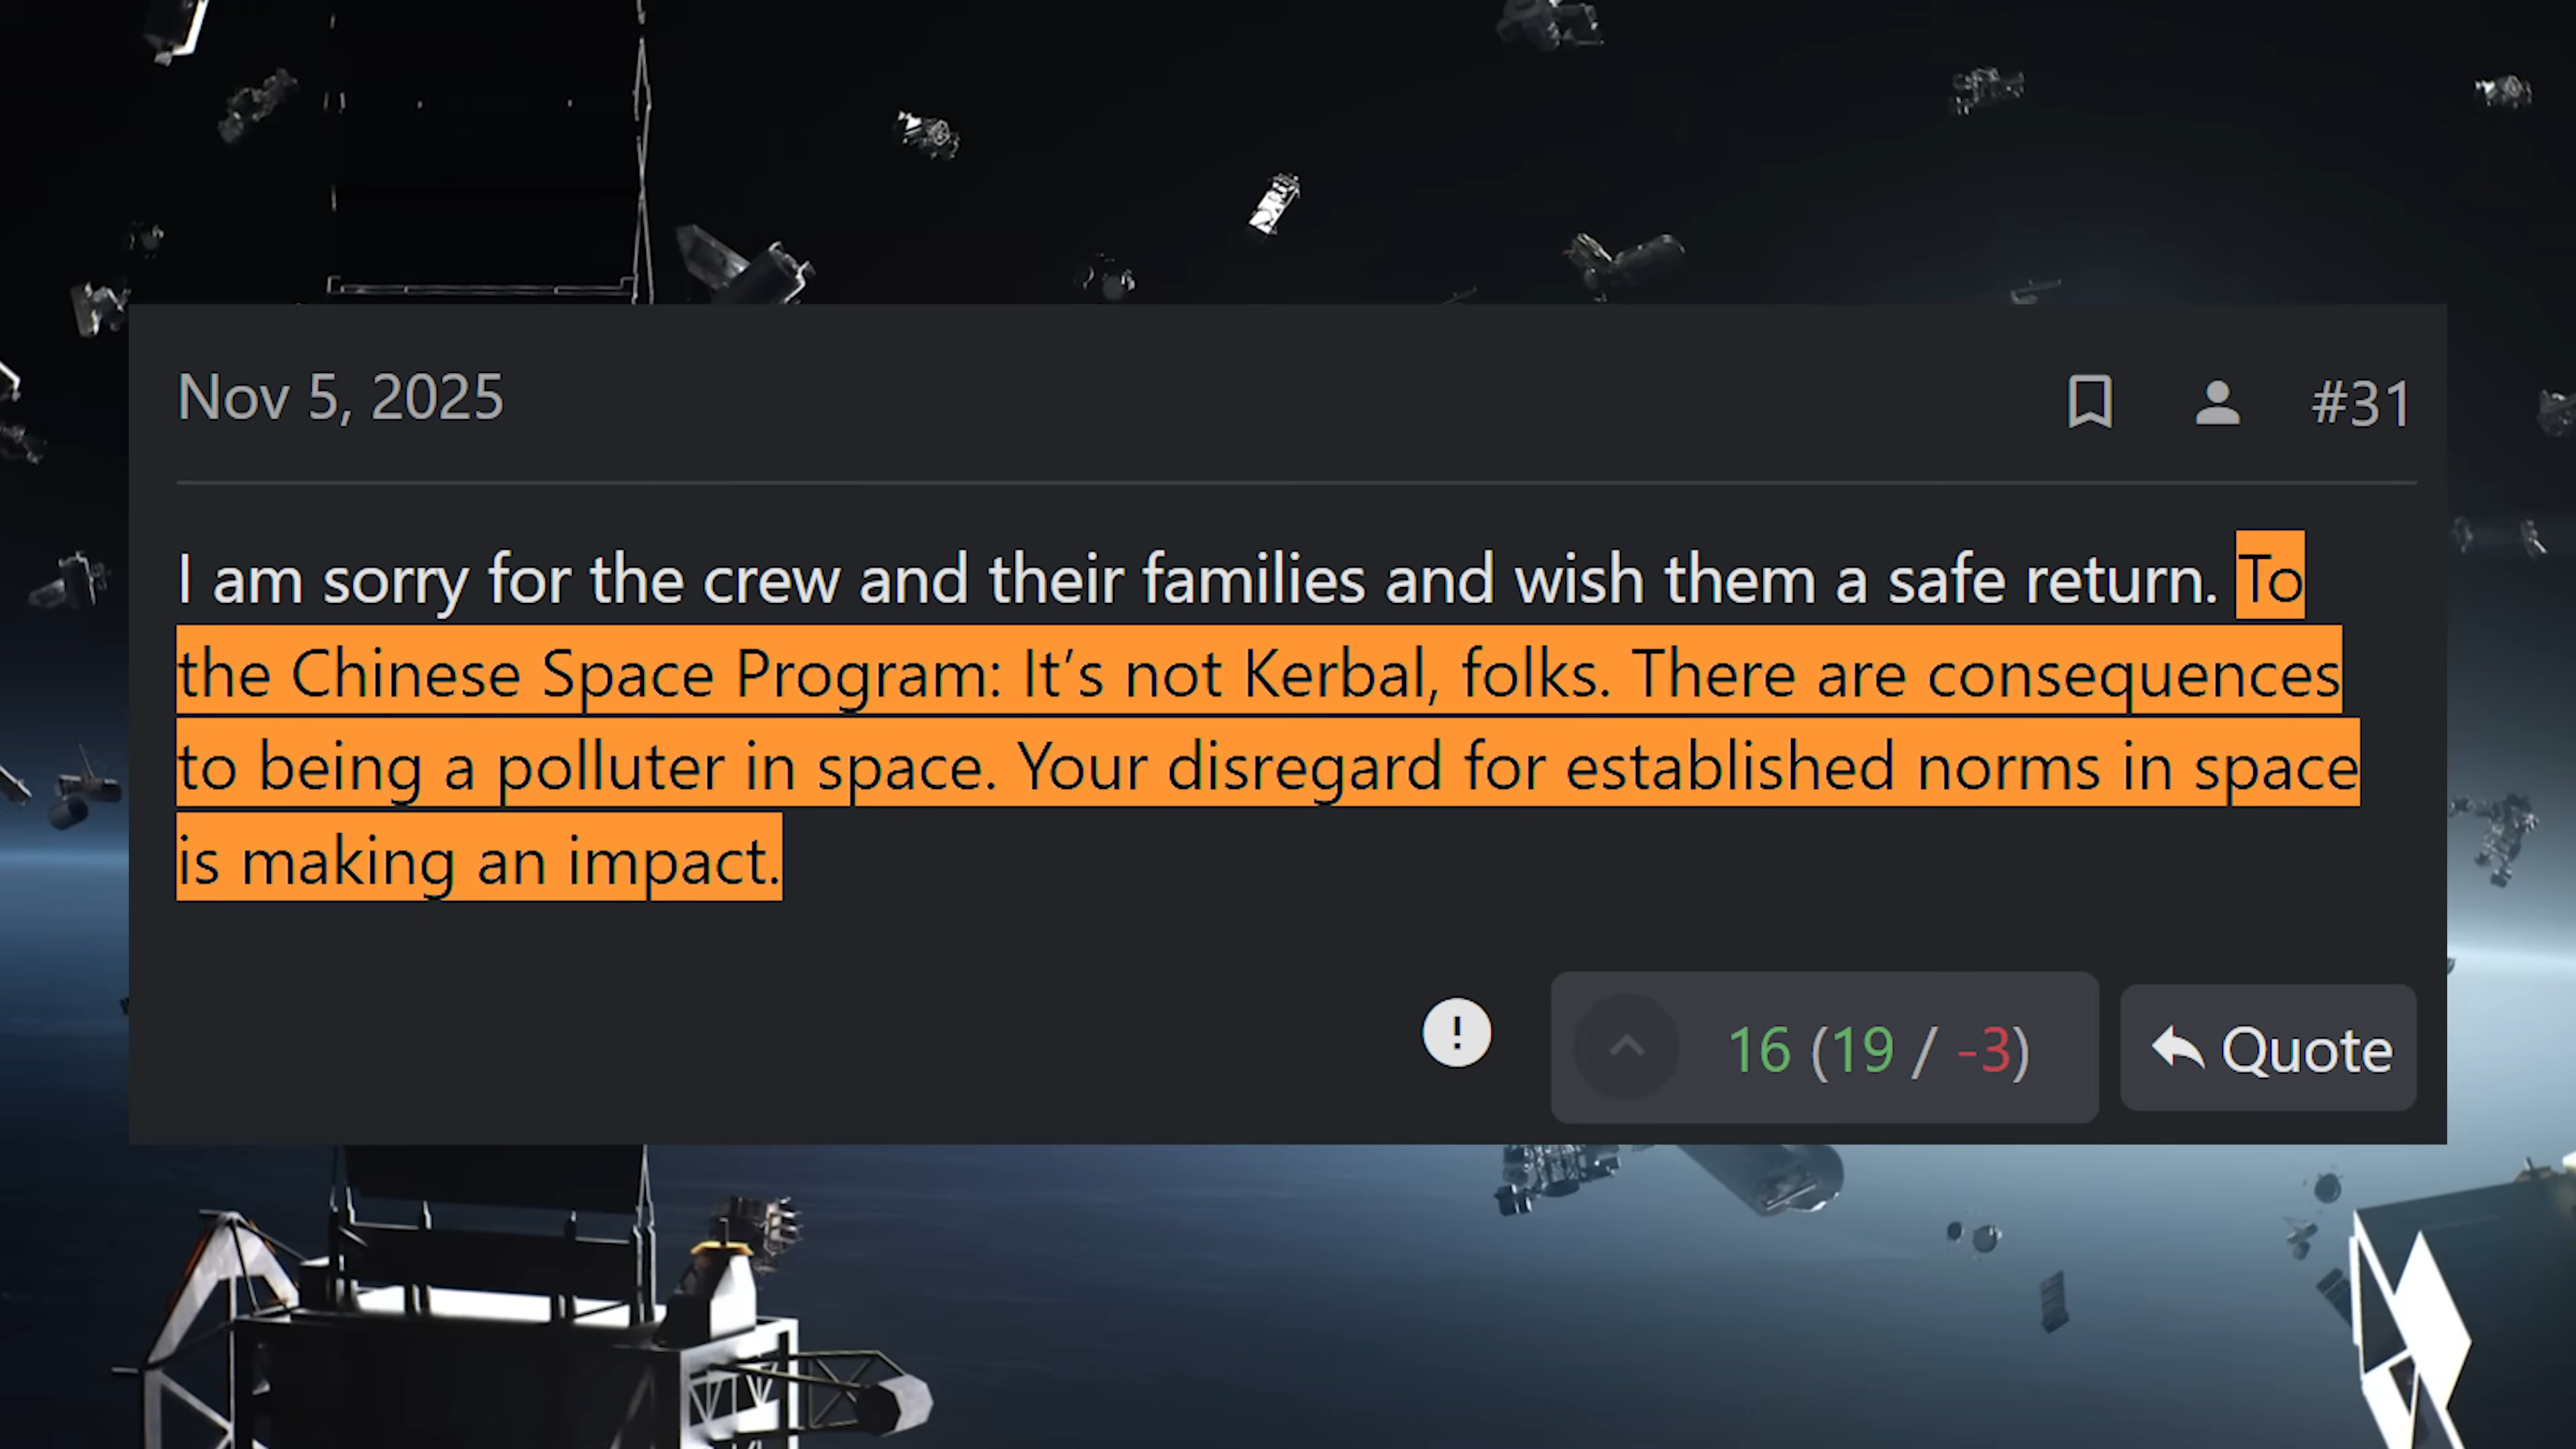 Nov 5, 2025
#31
I am sorry for the crew and their families and wish them a safe return. To
the Chinese Space Program: It’s not Kerbal, folks. There are consequences
to being a polluter in space. Your disregard for established norms in space
is making an impact.
!
16 (19 / -3)
Quote